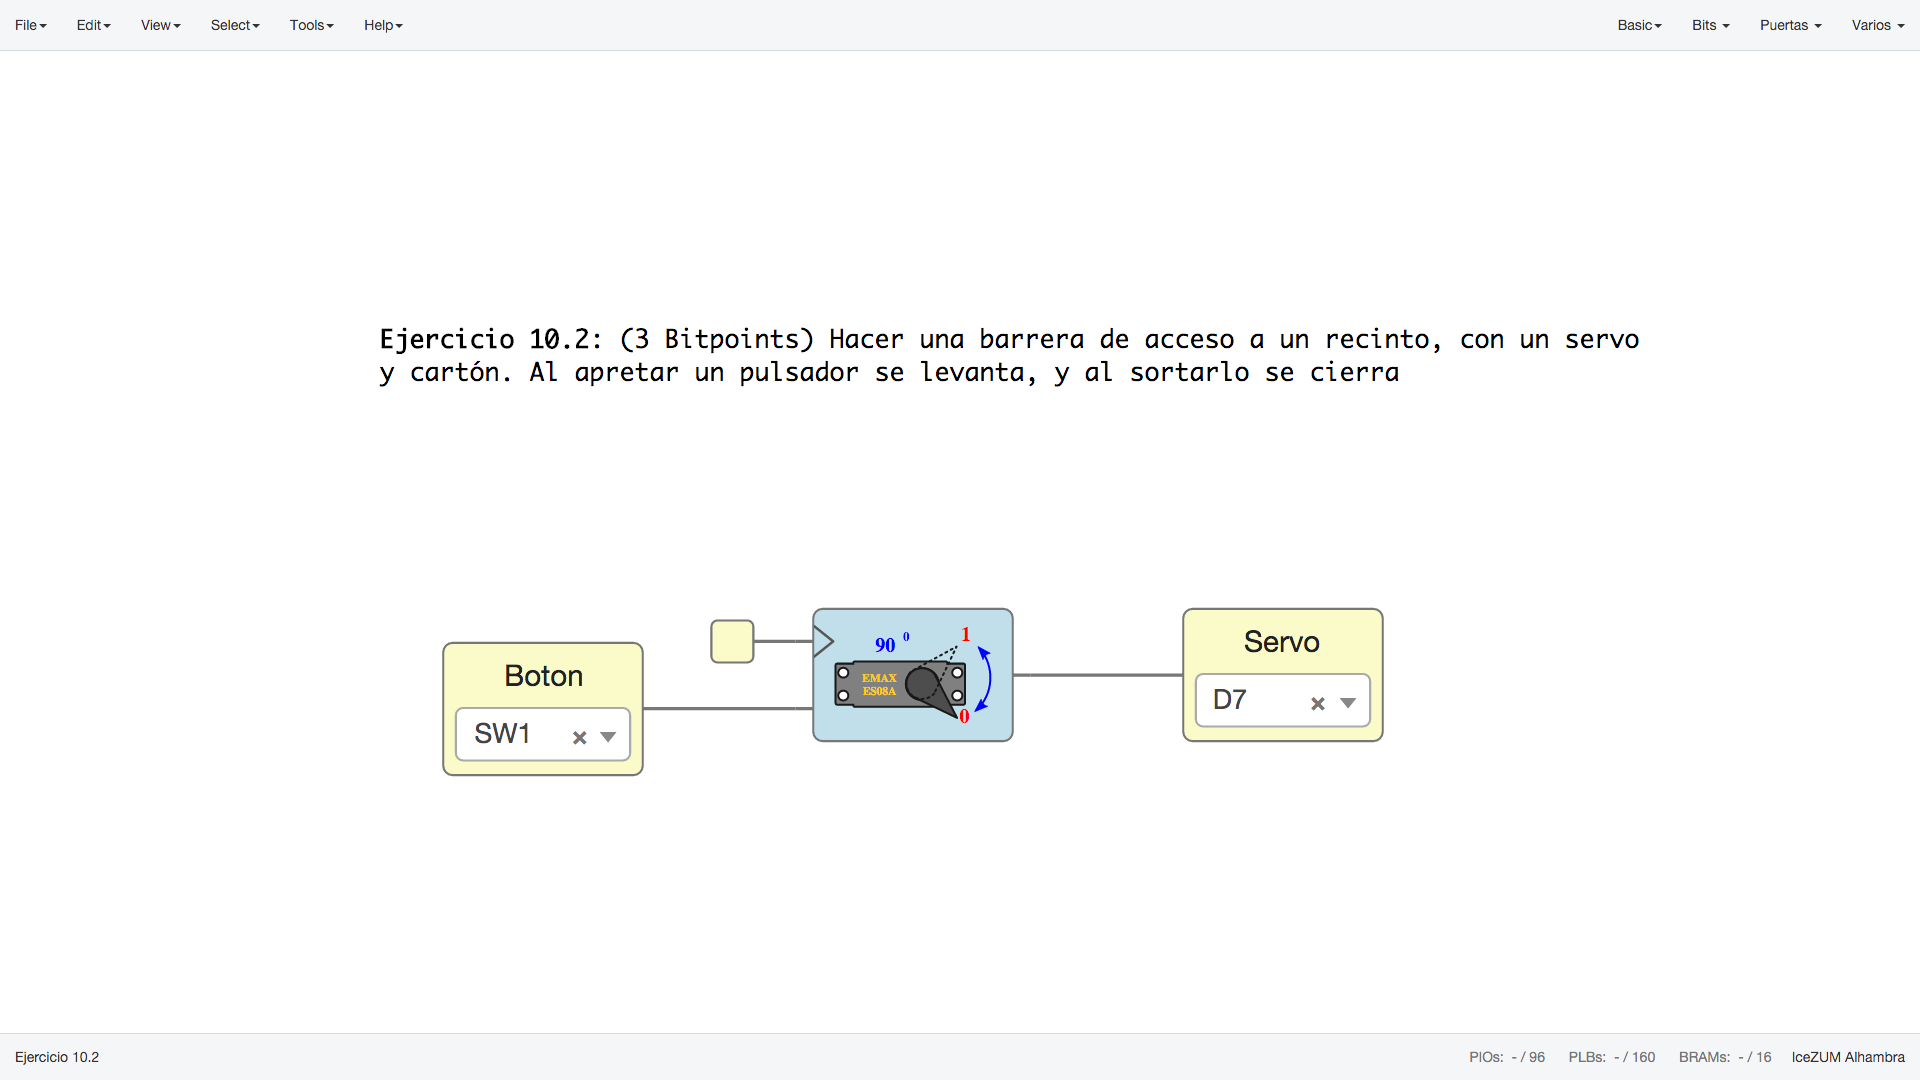 File Edit View Select Tools Help Basic Bits Puertas Varios
Ejercicio 10.2: (3 Bitpoints) Hacer una barrera de acceso a un recinto, con un servo
y cartón. Al apretar un pulsador se levanta, y al sortarlo se cierra
Boton
SW1
90 0
1
EMAX
ES08A
0
Servo
D7
Ejercicio 10.2 PIOs: - / 96 PLBs: - / 160 BRAMs: - / 16 IceZUM Alhambra